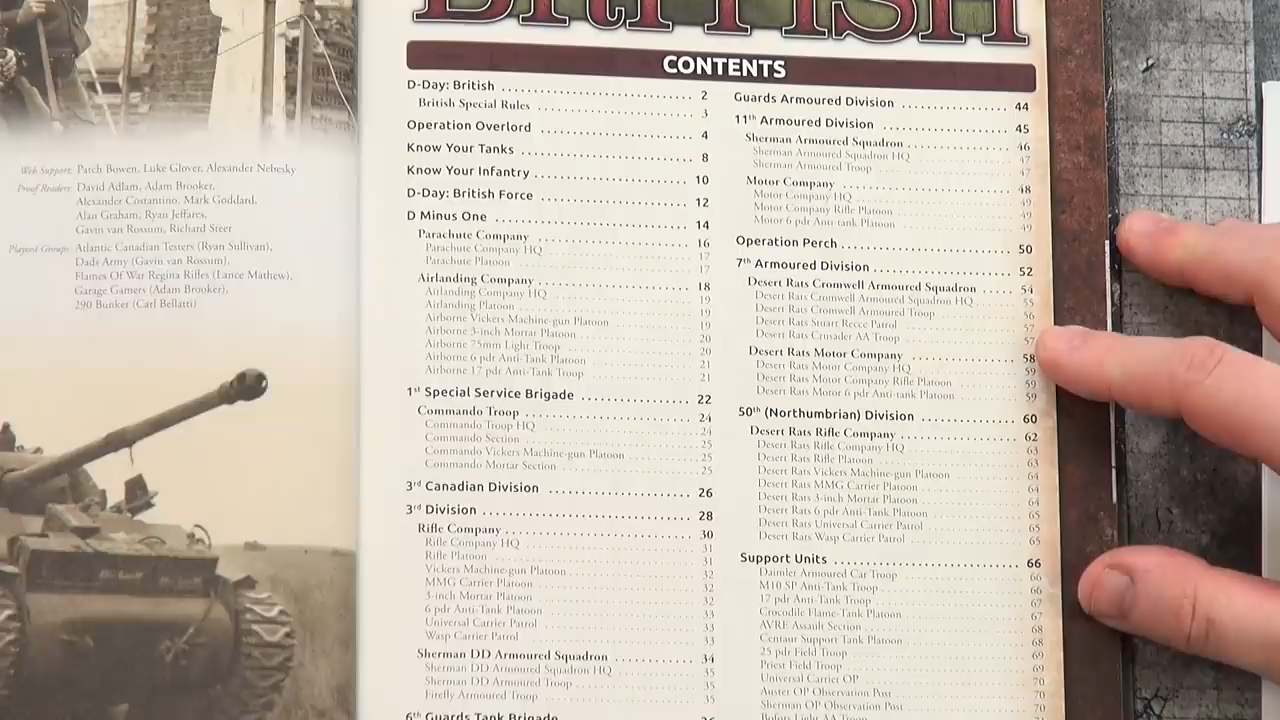 Web Support: Patch Bowen, Luke Glover, Alexander Nebesky
Proof Readers: David Adlam, Adam Brooker,
Alexander Costantino, Mark Goddard,
Alan Graham, Ryan Jeffares,
Gavin van Rossum, Richard Steer
Players Groups: Atlantic Canadian Testers (Ryan Sullivan),
Dads Army (Gavin van Rossum),
Flames Of War Regina Rifles (Lance Mathew),
Garage Gamers (Adam Brooker),
290 Bunker (Carl Bellatti)
BRITISH
CONTENTS
D-Day: British 2
British Special Rules 3
Operation Overlord 4
Know Your Tanks 8
Know Your Infantry 10
D-Day: British Force 12
D Minus One 14
Parachute Company 16
Parachute Company HQ 17
Parachute Platoon 17
Airlanding Company 18
Airlanding Company HQ 19
Airlanding Platoon 19
Airborne Vickers Machine-gun Platoon 19
Airborne 3-inch Mortar Platoon 20
Airborne 75mm Light Troop 20
Airborne 6 pdr Anti-Tank Platoon 21
Airborne 17 pdr Anti-Tank Troop 21
1st Special Service Brigade 22
Commando Troop 24
Commando Troop HQ 24
Commando Section 25
Commando Vickers Machine-gun Platoon 25
Commando Mortar Section 25
3rd Canadian Division 26
3rd Division 28
Rifle Company 30
Rifle Company HQ 31
Rifle Platoon 31
Vickers Machine-gun Platoon 32
MMG Carrier Platoon 32
3-inch Mortar Platoon 32
6 pdr Anti-Tank Platoon 33
Universal Carrier Patrol 33
Wasp Carrier Patrol 33
Sherman DD Armoured Squadron 34
Sherman DD Armoured Squadron HQ 35
Sherman DD Armoured Troop 35
Firefly Armoured Troop 35
6th Guards Tank Brigade
Guards Armoured Division 44
11th Armoured Division 45
Sherman Armoured Squadron 46
Sherman Armoured Squadron HQ 47
Sherman Armoured Troop 47
Motor Company 48
Motor Company HQ 49
Motor Company Rifle Platoon 49
Motor 6 pdr Anti-tank Platoon 49
Operation Perch 50
7th Armoured Division 52
Desert Rats Cromwell Armoured Squadron 54
Desert Rats Cromwell Armoured Squadron HQ 55
Desert Rats Cromwell Armoured Troop 56
Desert Rats Stuart Recce Patrol 57
Desert Rats Crusader AA Troop 57
Desert Rats Motor Company 58
Desert Rats Motor Company HQ 59
Desert Rats Motor Company Rifle Platoon 59
Desert Rats Motor 6 pdr Anti-tank Platoon 59
50th (Northumbrian) Division 60
Desert Rats Rifle Company 62
Desert Rats Rifle Company HQ 63
Desert Rats Rifle Platoon 63
Desert Rats Vickers Machine-gun Platoon 64
Desert Rats MMG Carrier Platoon 64
Desert Rats 3-inch Mortar Platoon 64
Desert Rats 6 pdr Anti-Tank Platoon 65
Desert Rats Universal Carrier Patrol 65
Desert Rats Wasp Carrier Patrol 65
Support Units 66
Daimler Armoured Car Troop 66
M10 SP Anti-Tank Troop 66
17 pdr Anti-Tank Troop 67
Crocodile Flame-Tank Platoon 67
AVRE Assault Section 68
Centaur Support Tank Platoon 68
25 pdr Field Troop 69
Priest Field Troop 69
Universal Carrier OP 70
Auster OP Observation Post 70
Sherman OP Observation Post 70
Bofors Light AA Troop 71